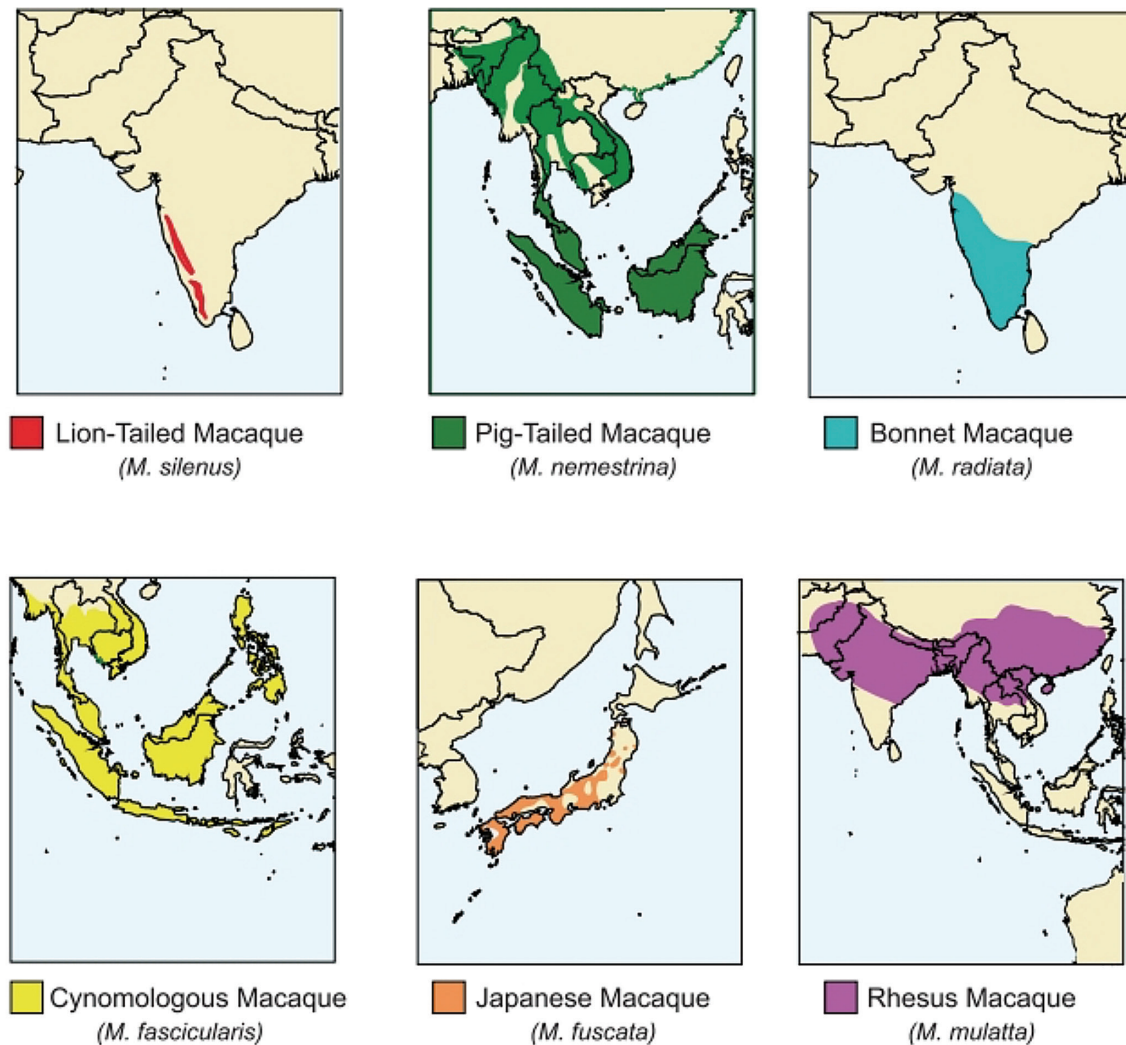 Lion-Tailed Macaque
(M. silenus)
Pig-Tailed Macaque
(M. nemestrina)
Bonnet Macaque
(M. radiata)
Cynomologous Macaque
(M. fascicularis)
Japanese Macaque
(M. fuscata)
Rhesus Macaque
(M. mulatta)